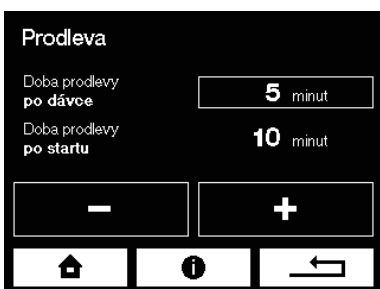 Prodleva
Doba prodlevy
po dávce
5 minut
Doba prodlevy
po startu
10 minut
− +